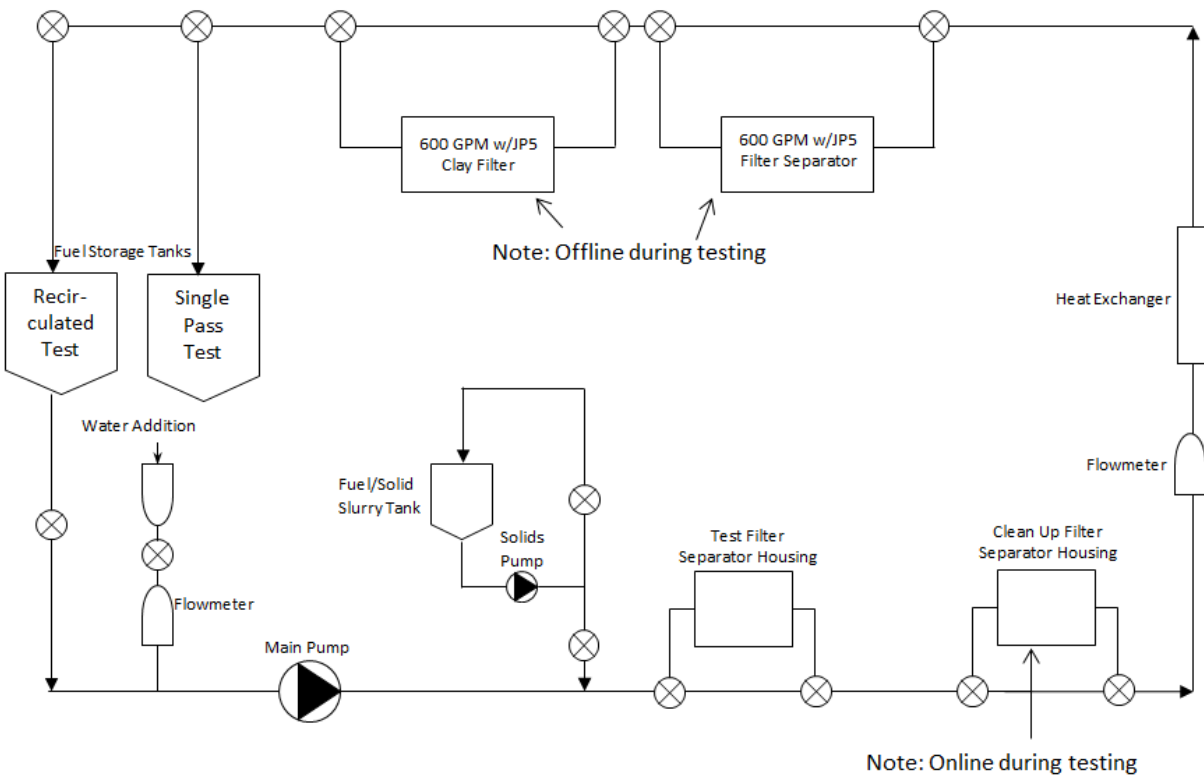 600 GPM w/JP5
Clay Filter
600 GPM w/JP5
Filter Separator
Note: Offline during testing
Fuel Storage Tanks
Recir-
culated
Test
Single
Pass
Test
Heat Exchanger
Water Addition
Flowmeter
Fuel/Solid
Slurry Tank
Solids
Pump
Test Filter
Separator Housing
Clean Up Filter
Separator Housing
Flowmeter
Main Pump
Note: Online during testing